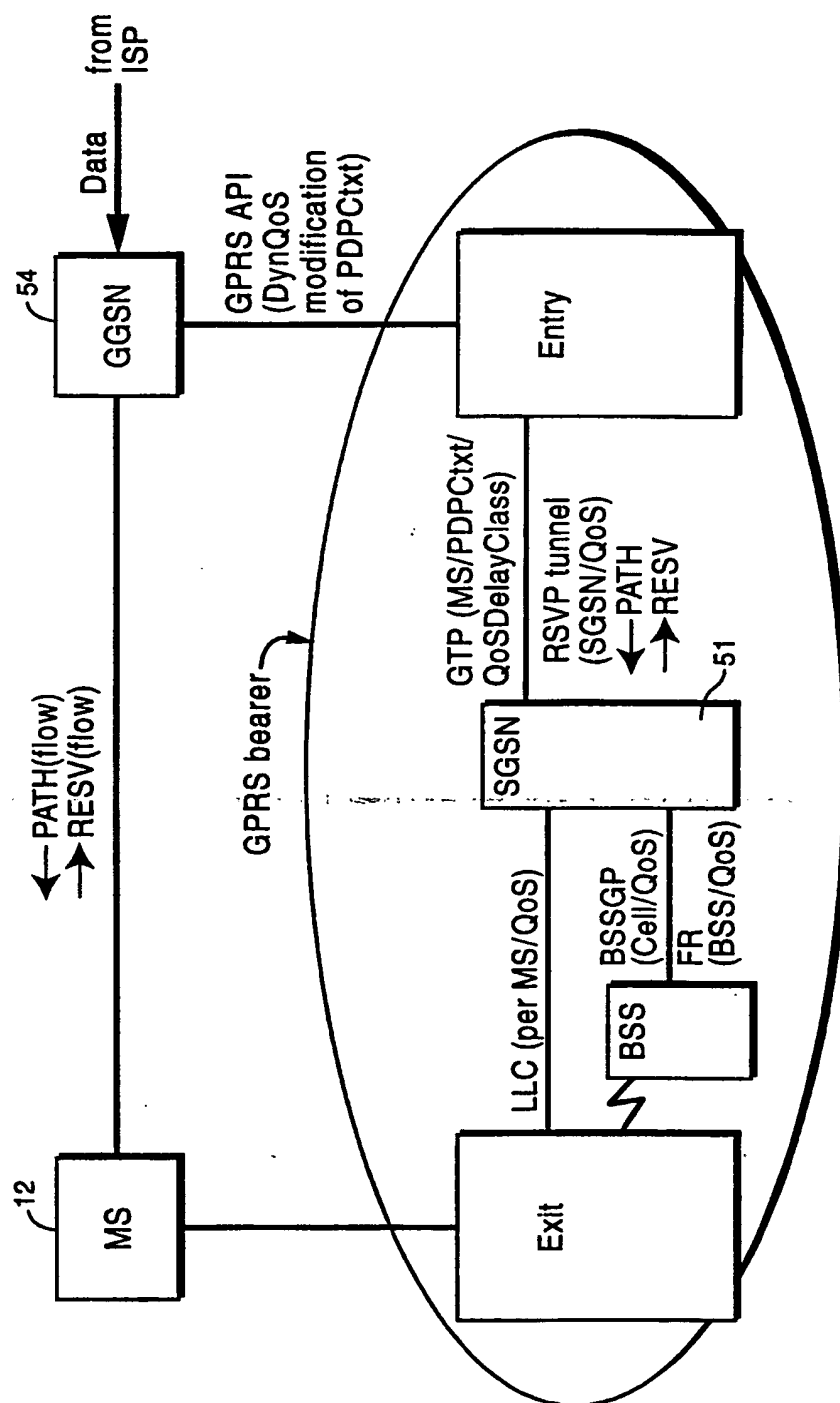 12
MS
←PATH(flow)
→RESV(flow)
54
GGSN
Data
from
ISP
GPRS API
(DynQoS
modification
of PDPCtxt)
GPRS bearer
Exit
LLC (per MS/QoS)
BSS
BSSGP
(Cell/QoS)
FR
(BSS/QoS)
SGSN
51
GTP (MS/PDPCtxt/
QoSDelayClass)
RSVP tunnel
(SGSN/QoS)
←PATH
→RESV
Entry